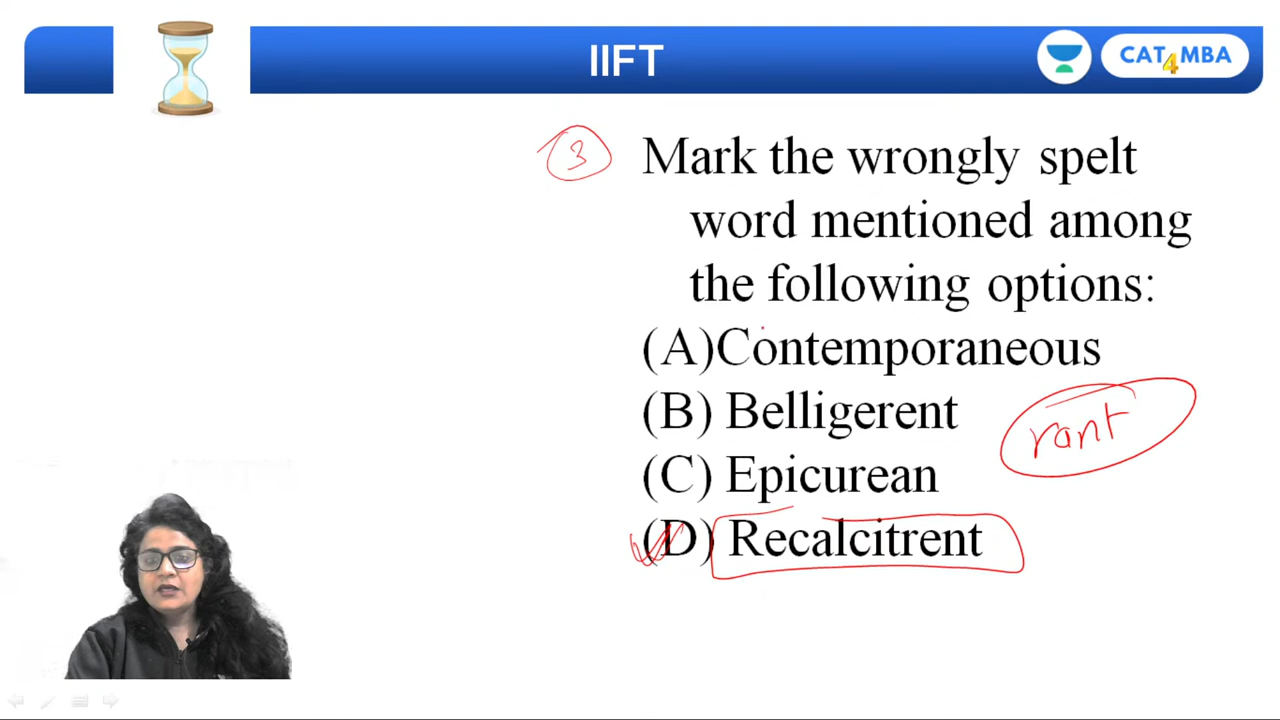 IIFT
CAT4MBA
3
Mark the wrongly spelt
word mentioned among
the following options:
(A)Contemporaneous
(B) Belligerent
rant
(C) Epicurean
(D) Recalcitrent